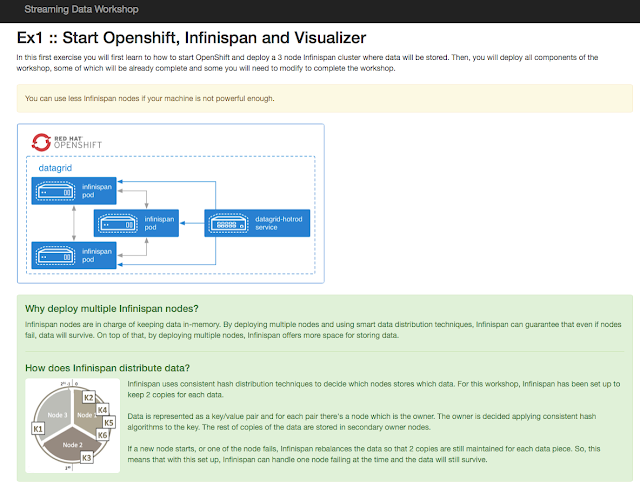 Streaming Data Workshop
Ex1 :: Start Openshift, Infinispan and Visualizer
In this first exercise you will first learn to how to start OpenShift and deploy a 3 node Infinispan cluster where data will be stored. Then, you will deploy all components of the
workshop, some of which will be already complete and some you will need to modify to complete the workshop.
You can use less Infinispan nodes if your machine is not powerful enough.
RED HAT
OPENSHIFT
datagrid
infinispan
pod
infinispan
pod
datagrid-hotrod
service
infinispan
pod
Why deploy multiple Infinispan nodes?
Infinispan nodes are in charge of keeping data in-memory. By deploying multiple nodes and using smart data distribution techniques, Infinispan can guarantee that even if nodes
fail, data will survive. On top of that, by deploying multiple nodes, Infinispan offers more space for storing data.
How does Infinispan distribute data?
K2
Node 3
Node
K4
K1
K5
K6
Node 2
K3
Infinispan uses consistent hash distribution techniques to decide which nodes stores which data. For this workshop, Infinispan has been set up to
keep 2 copies for each data.
Data is represented as a key/value pair and for each pair there's a node which is the owner. The owner is decided applying consistent hash
algorithms to the key. The rest of copies of the data are stored in secondary owner nodes.
If a new node starts, or one of the node fails, Infinispan rebalances the data so that 2 copies are still maintained for each data piece. So, this
means that with this set up, Infinispan can handle one node failing at the time and the data will still survive.